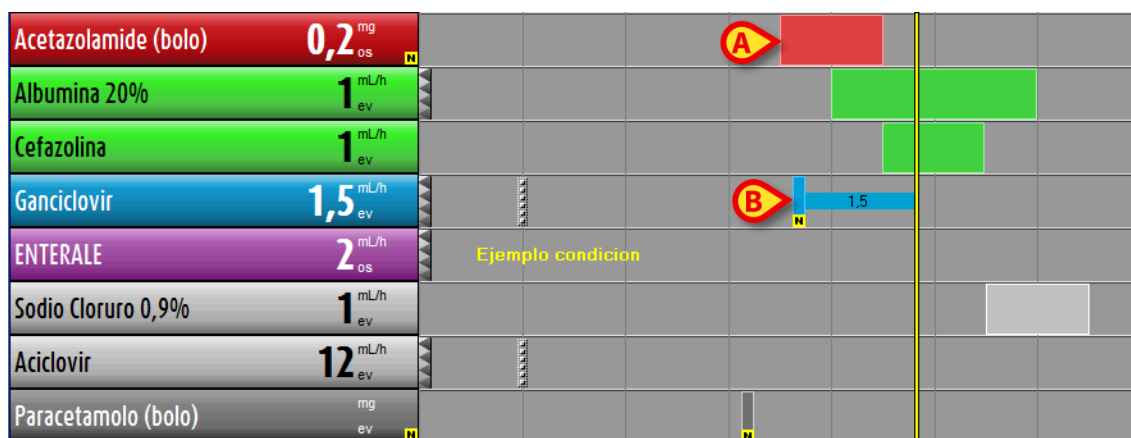 Acetazolamide (bolo) 0,2 mg os N A
Albumina 20% 1 mL/h ev
Cefazolina 1 mL/h ev
Ganciclovir 1,5 mL/h ev B N 1,5
ENTERALE 2 mL/h os Ejemplo condicion
Sodio Cloruro 0,9% 1 mL/h ev
Aciclovir 12 mL/h ev
Paracetamolo (bolo) mg ev N N